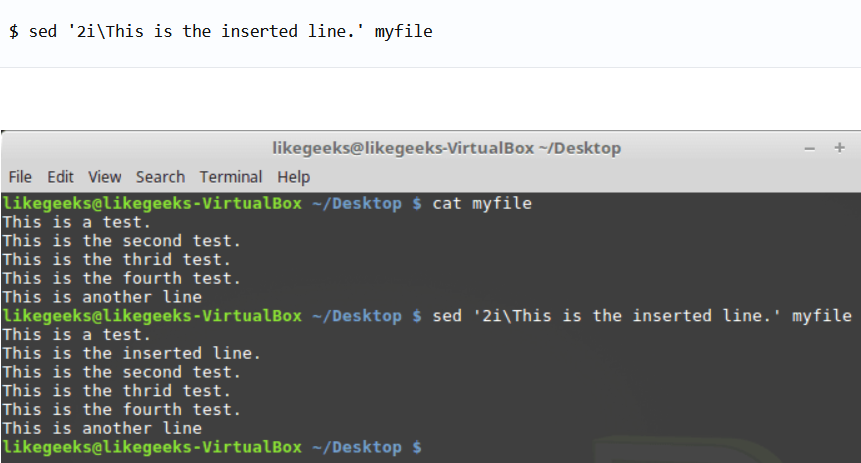 $ sed '2i\This is the inserted line.' myfile
likegeeks@likegeeks-VirtualBox ~/Desktop
File Edit View Search Terminal Help
likegeeks@likegeeks-VirtualBox ~/Desktop $ cat myfile
This is a test.
This is the second test.
This is the thrid test.
This is the fourth test.
This is another line
likegeeks@likegeeks-VirtualBox ~/Desktop $ sed '2i\This is the inserted line.' myfile
This is a test.
This is the inserted line.
This is the second test.
This is the thrid test.
This is the fourth test.
This is another line
likegeeks@likegeeks-VirtualBox ~/Desktop $